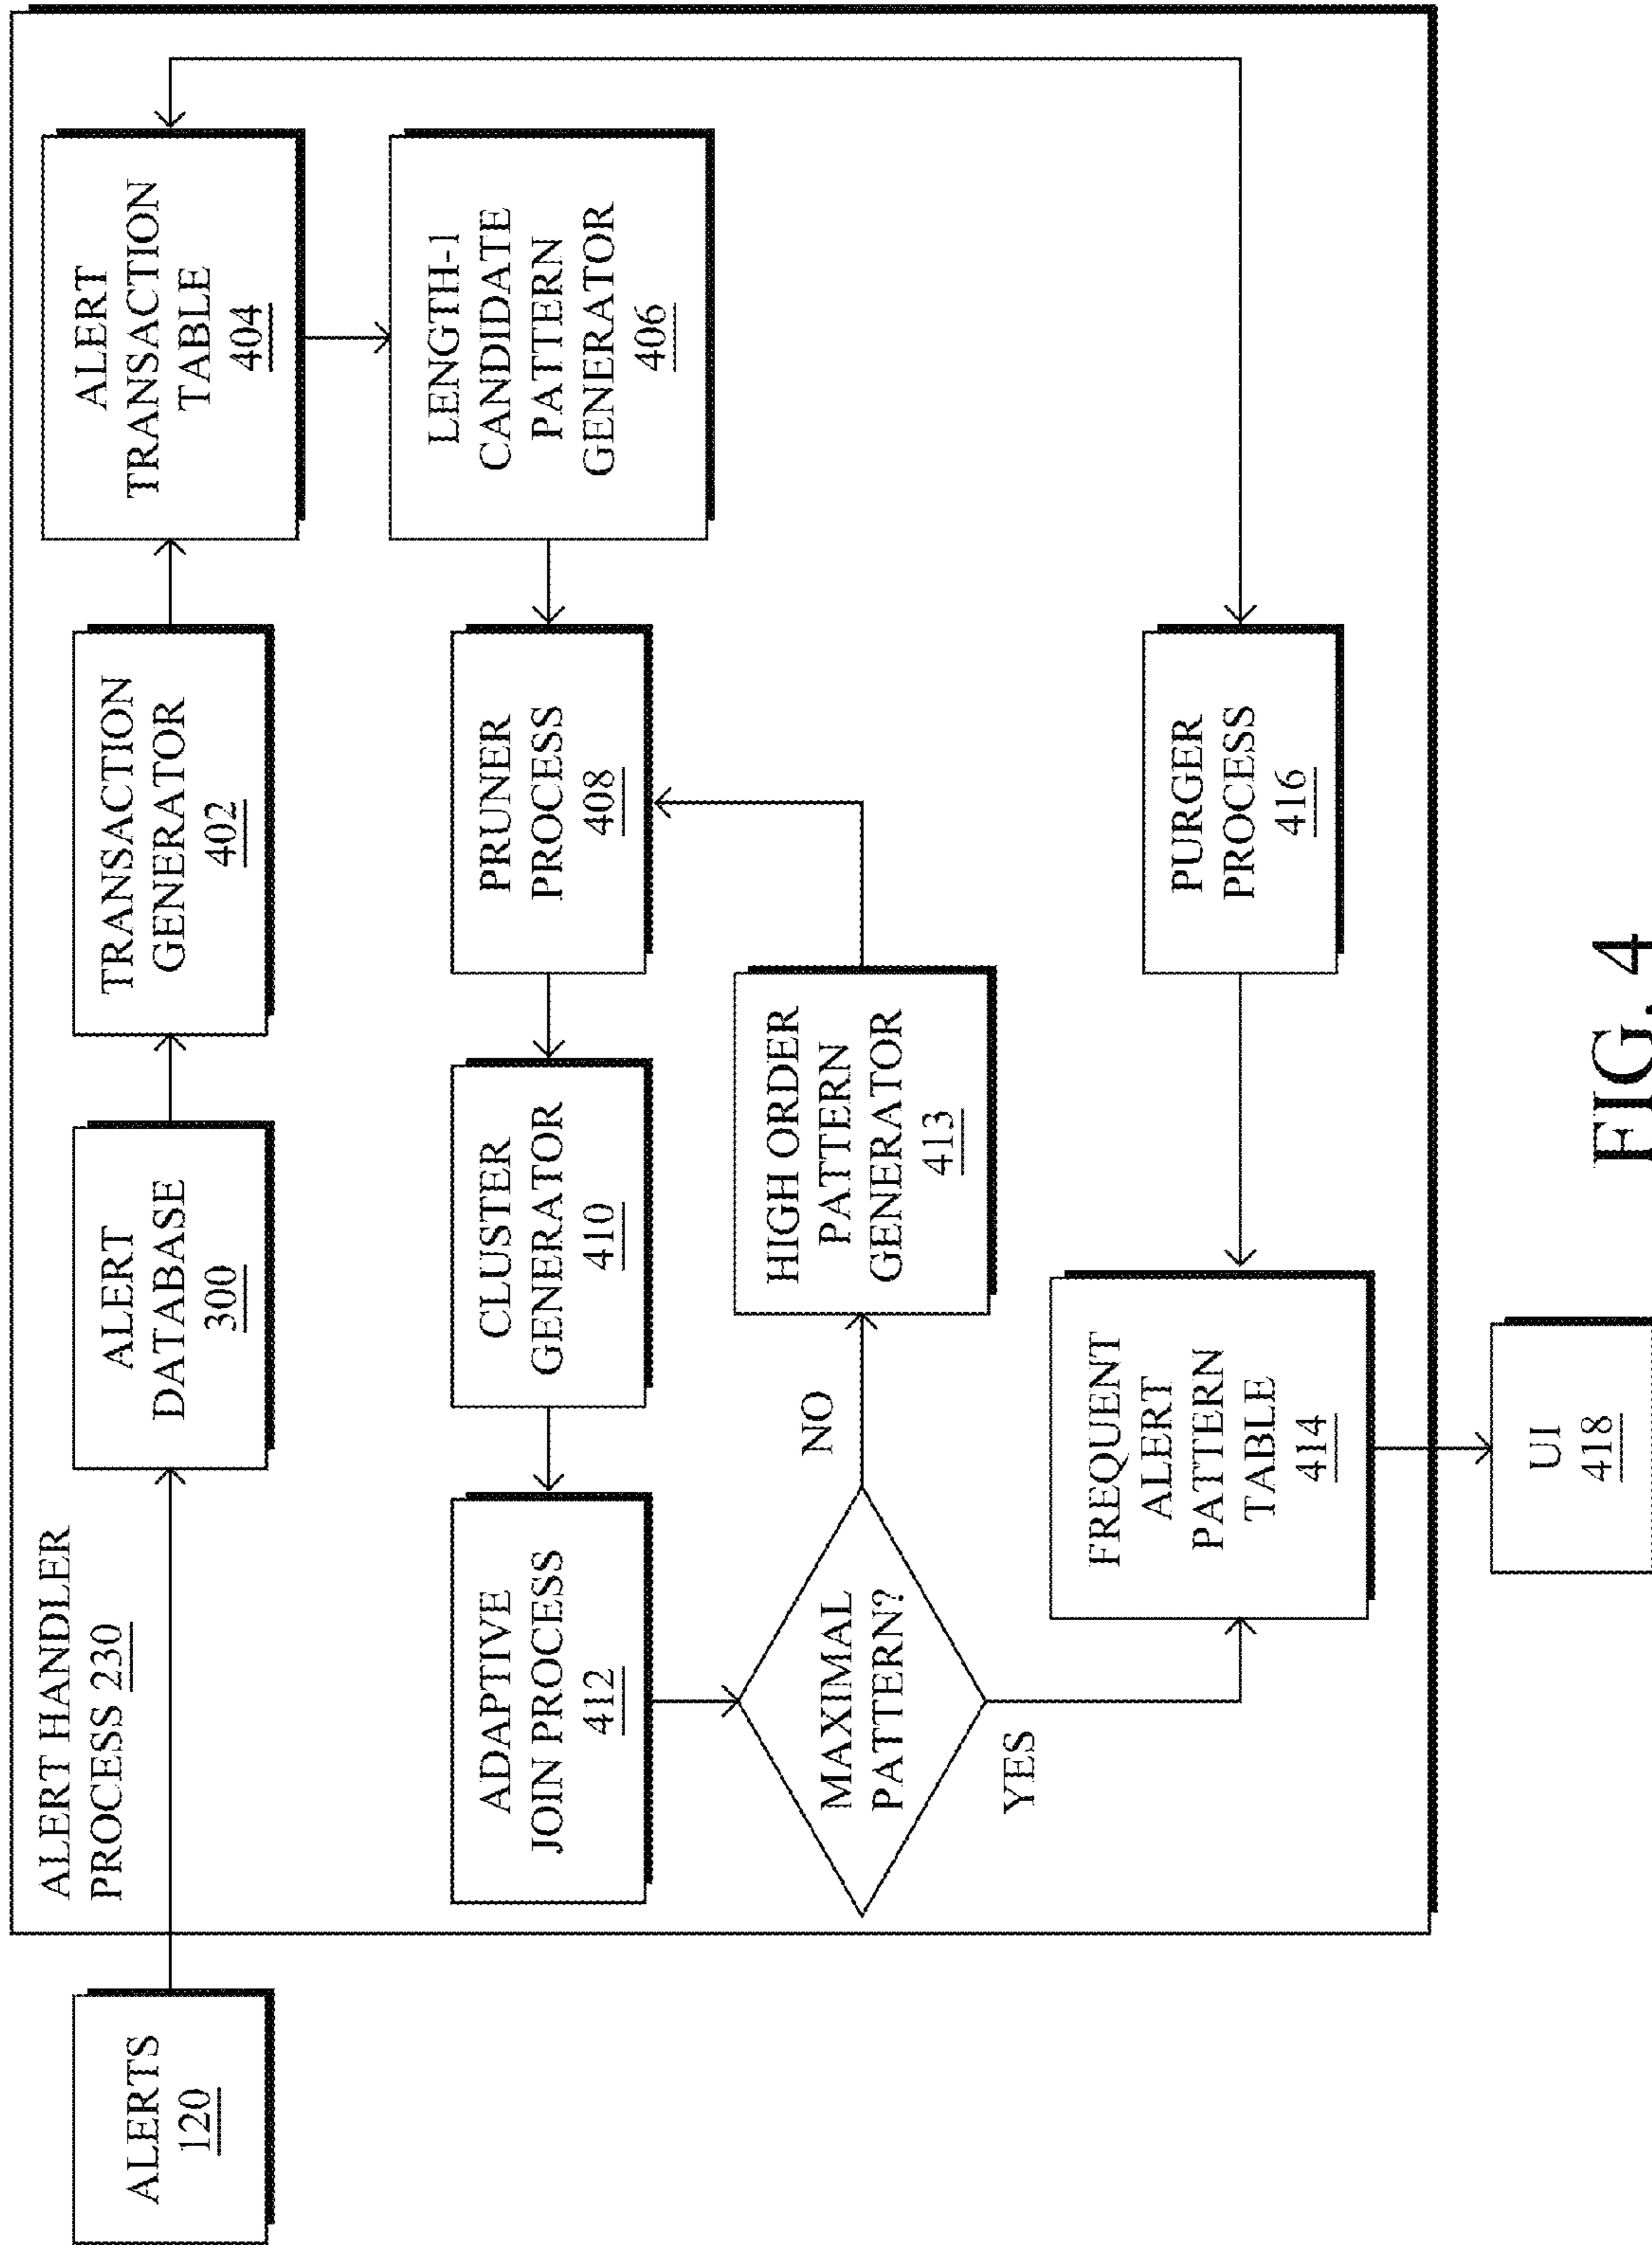 ALERT HANDLER
PROCESS 230
ALERTS
120
ALERT
DATABASE
300
TRANSACTION
GENERATOR
402
ALERT
TRANSACTION
TABLE
404
LENGTH-1
CANDIDATE
PATTERN
GENERATOR
406
PRUNER
PROCESS
408
CLUSTER
GENERATOR
410
ADAPTIVE
JOIN PROCESS
412
MAXIMAL
PATTERN?
NO
YES
HIGH ORDER
PATTERN
GENERATOR
413
FREQUENT
ALERT
PATTERN
TABLE
414
PURGER
PROCESS
416
UI
418
FIG. 4